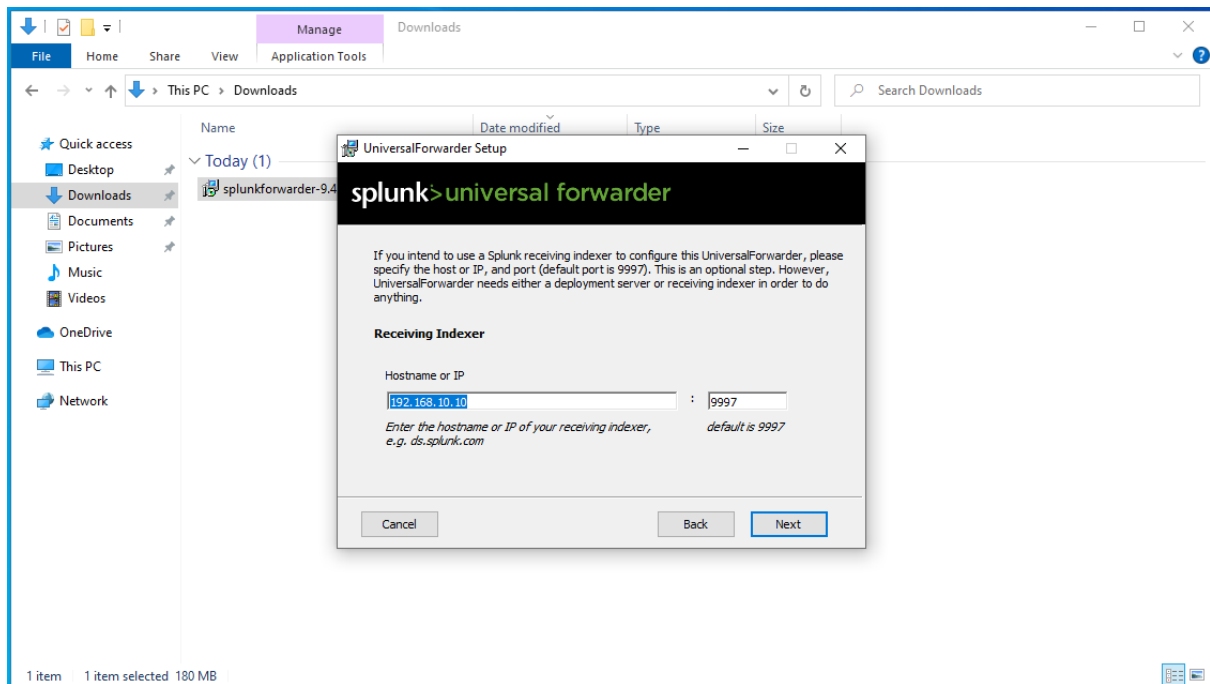 Manage Downloads
File Home Share View Application Tools
This PC > Downloads
Search Downloads
Name Date modified Type Size
Quick access
Desktop
Downloads
Documents
Pictures
Music
Videos
OneDrive
This PC
Network
Today (1)
splunkforwarder-9.4
UniversalForwarder Setup
splunk>universal forwarder
If you intend to use a Splunk receiving indexer to configure this UniversalForwarder, please
specify the host or IP, and port (default port is 9997). This is an optional step. However,
UniversalForwarder needs either a deployment server or receiving indexer in order to do
anything.
Receiving Indexer
Hostname or IP
192.168.10.10 : 9997
Enter the hostname or IP of your receiving indexer, default is 9997
e.g. ds.splunk.com
Cancel Back Next
1 item 1 item selected 180 MB